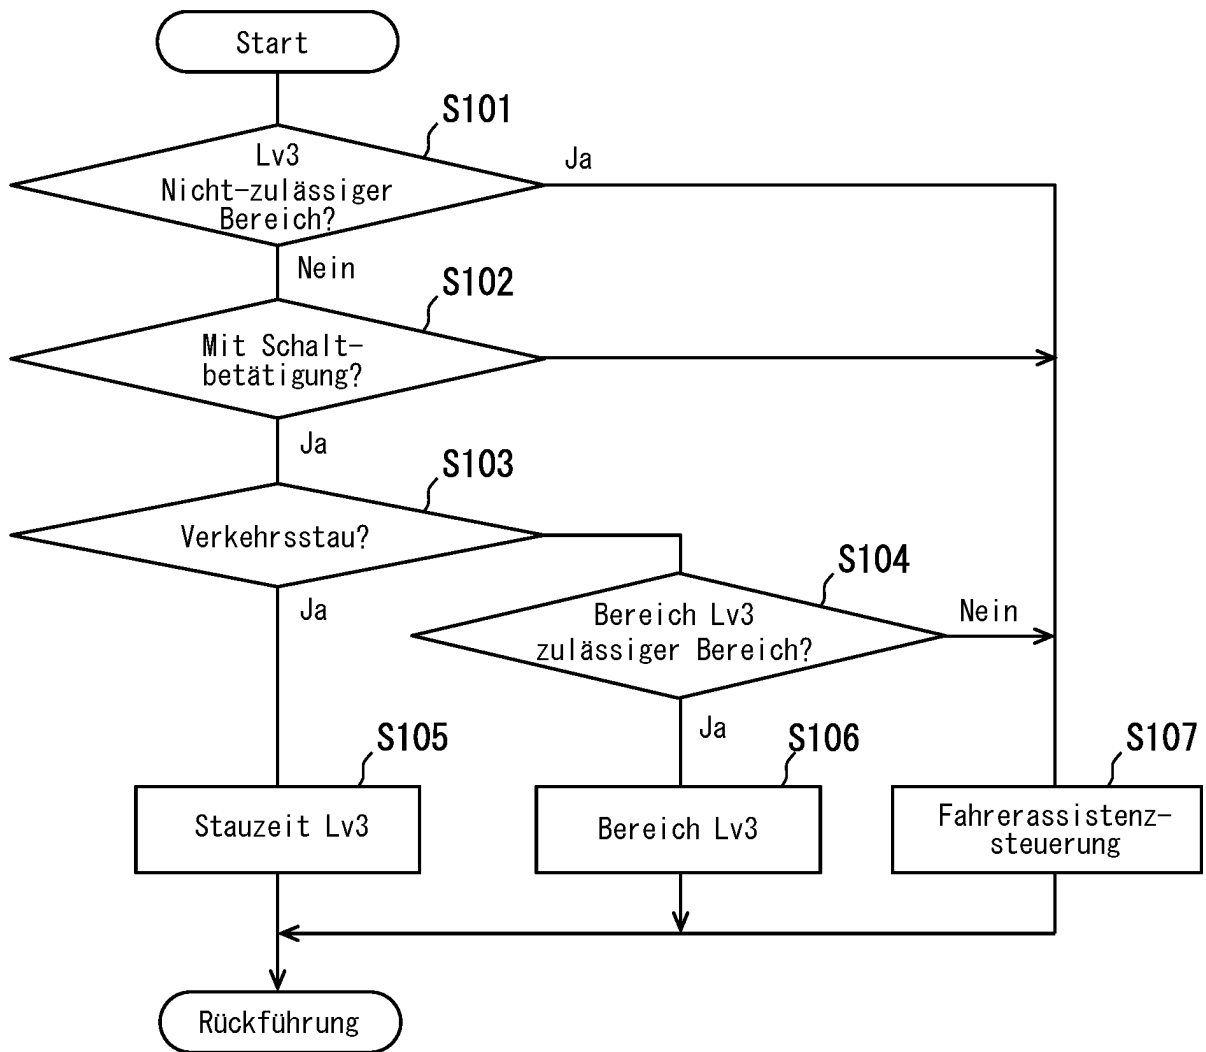 Start
S101
Lv3
Nicht-zulässiger
Bereich?
Ja
Nein
S102
Mit Schalt-
betätigung?
Ja
S103
Verkehrsstau?
Ja
S104
Bereich Lv3
zulässiger Bereich?
Nein
Ja
S105
Stauzeit Lv3
S106
Bereich Lv3
S107
Fahrerassistenz-
steuerung
Rückführung